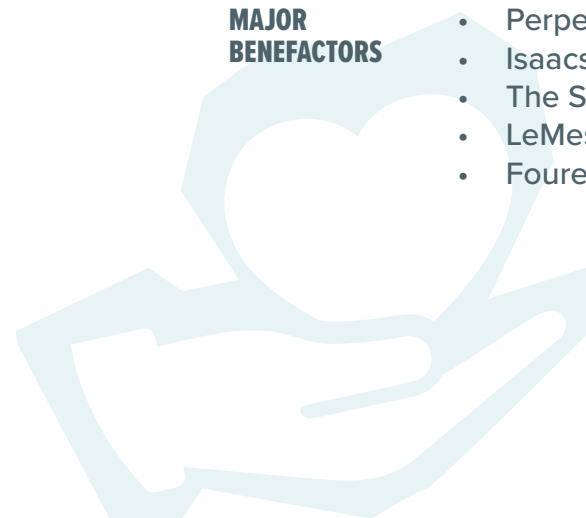 MAJOR
BENEFACTORS
• Perpe
• Isaacs
• The S
• LeMes
• Foure